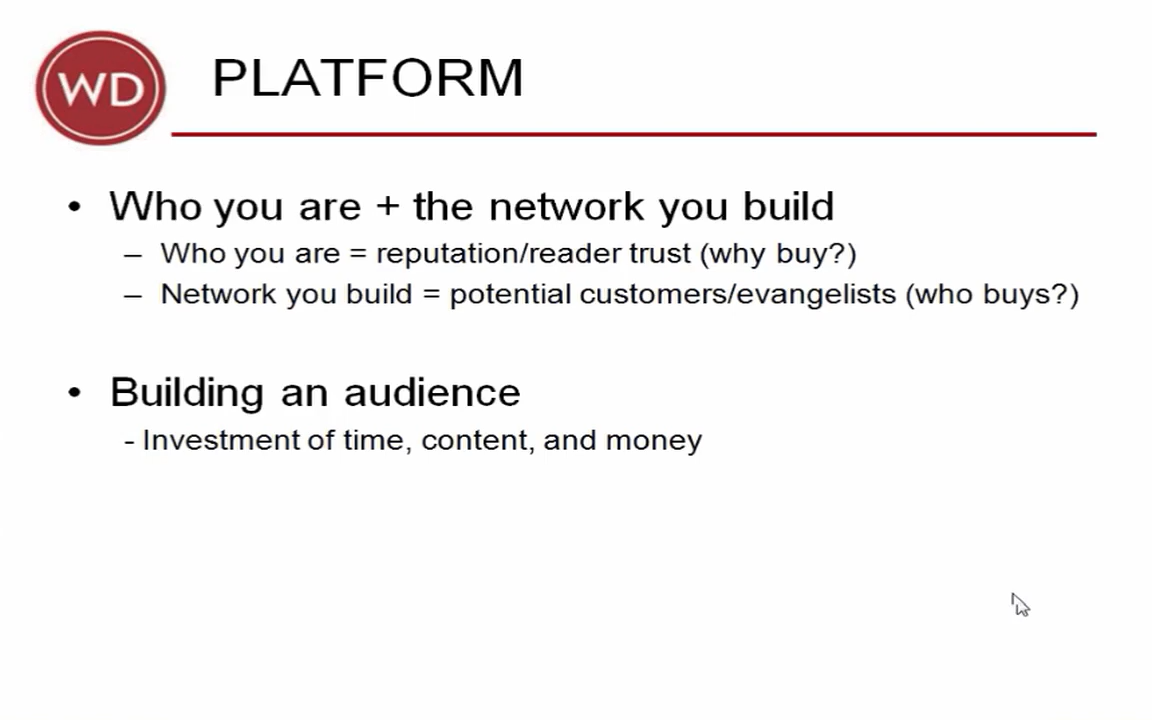 WD
PLATFORM
• Who you are + the network you build
– Who you are = reputation/reader trust (why buy?)
– Network you build = potential customers/evangelists (who buys?)
• Building an audience
- Investment of time, content, and money